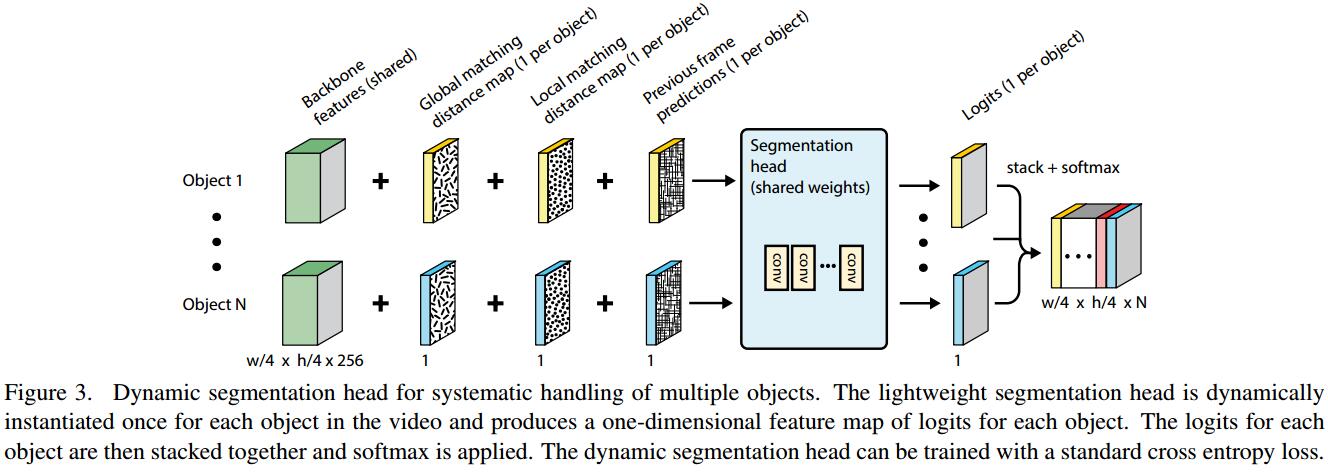 Backbone
features (shared)
Global matching
distance map (1 per object)
Local matching
distance map (1 per object)
Previous frame
predictions (1 per object)
Logits (1 per object)
Object 1
Segmentation
head
(shared weights)
conv
conv
conv
stack + softmax
w/4 x h/4 x N
Object N
w/4 x h/4 x 256
1
1
1
1
Figure 3. Dynamic segmentation head for systematic handling of multiple objects. The lightweight segmentation head is dynamically
instantiated once for each object in the video and produces a one-dimensional feature map of logits for each object. The logits for each
object are then stacked together and softmax is applied. The dynamic segmentation head can be trained with a standard cross entropy loss.